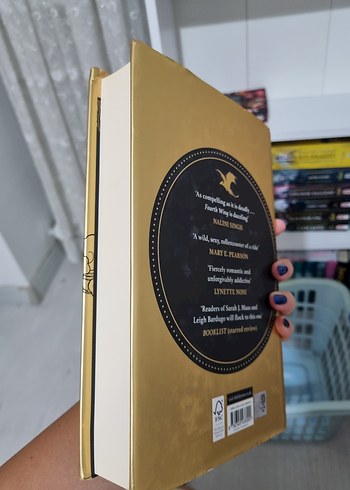 'As compelling as it is deadly ...
Fourth Wing is dazzling'
NALINI SINGH
'A wild, sexy, rollercoaster of a ride'
MARY E. PEARSON
'Fiercely romantic and
unforgivably addictive'
LYNETTE NONI
'Readers of Sarah J. Maas and
Leigh Bardugo will flock to this one'
BOOKLIST (starred review)
FSC